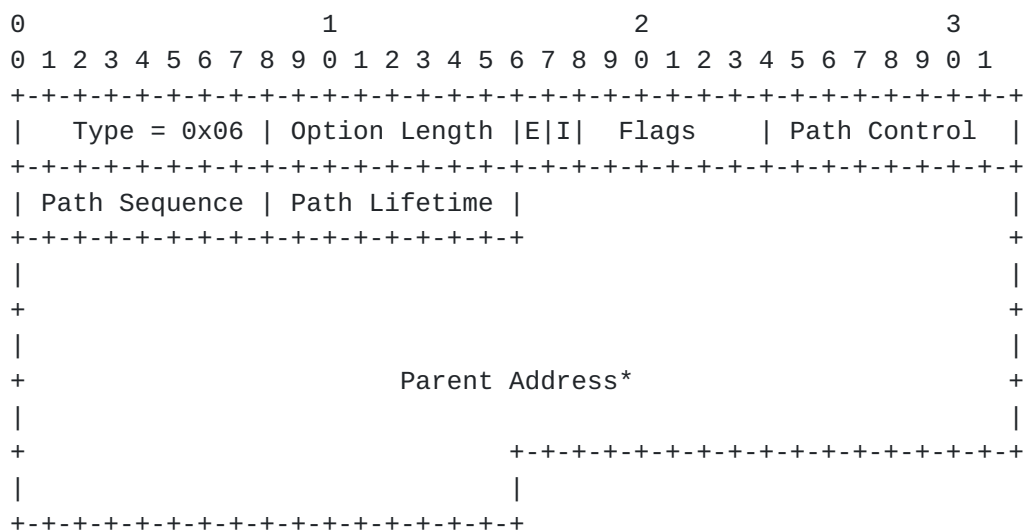 0                   1                   2                   3
0 1 2 3 4 5 6 7 8 9 0 1 2 3 4 5 6 7 8 9 0 1 2 3 4 5 6 7 8 9 0 1
+-+-+-+-+-+-+-+-+-+-+-+-+-+-+-+-+-+-+-+-+-+-+-+-+-+-+-+-+-+-+-+-+
|   Type = 0x06 | Option Length |E|I|  Flags    | Path Control  |
+-+-+-+-+-+-+-+-+-+-+-+-+-+-+-+-+-+-+-+-+-+-+-+-+-+-+-+-+-+-+-+-+
| Path Sequence | Path Lifetime |                               |
+-+-+-+-+-+-+-+-+-+-+-+-+-+-+-+-+                               +
|                                                               |
+                                                               +
|                                                               |
+                        Parent Address*                        +
|                                                               |
+                               +-+-+-+-+-+-+-+-+-+-+-+-+-+-+-+-+
|                               |
+-+-+-+-+-+-+-+-+-+-+-+-+-+-+-+-+